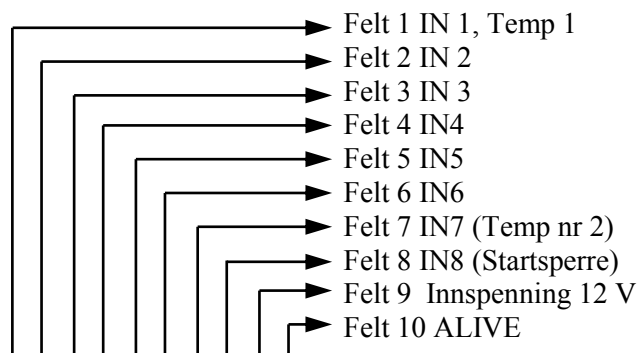 Felt 1 IN 1, Temp 1
Felt 2 IN 2
Felt 3 IN 3
Felt 4 IN4
Felt 5 IN5
Felt 6 IN6
Felt 7 IN7 (Temp nr 2)
Felt 8 IN8 (Startsperre)
Felt 9  Innspenning 12 V
Felt 10 ALIVE